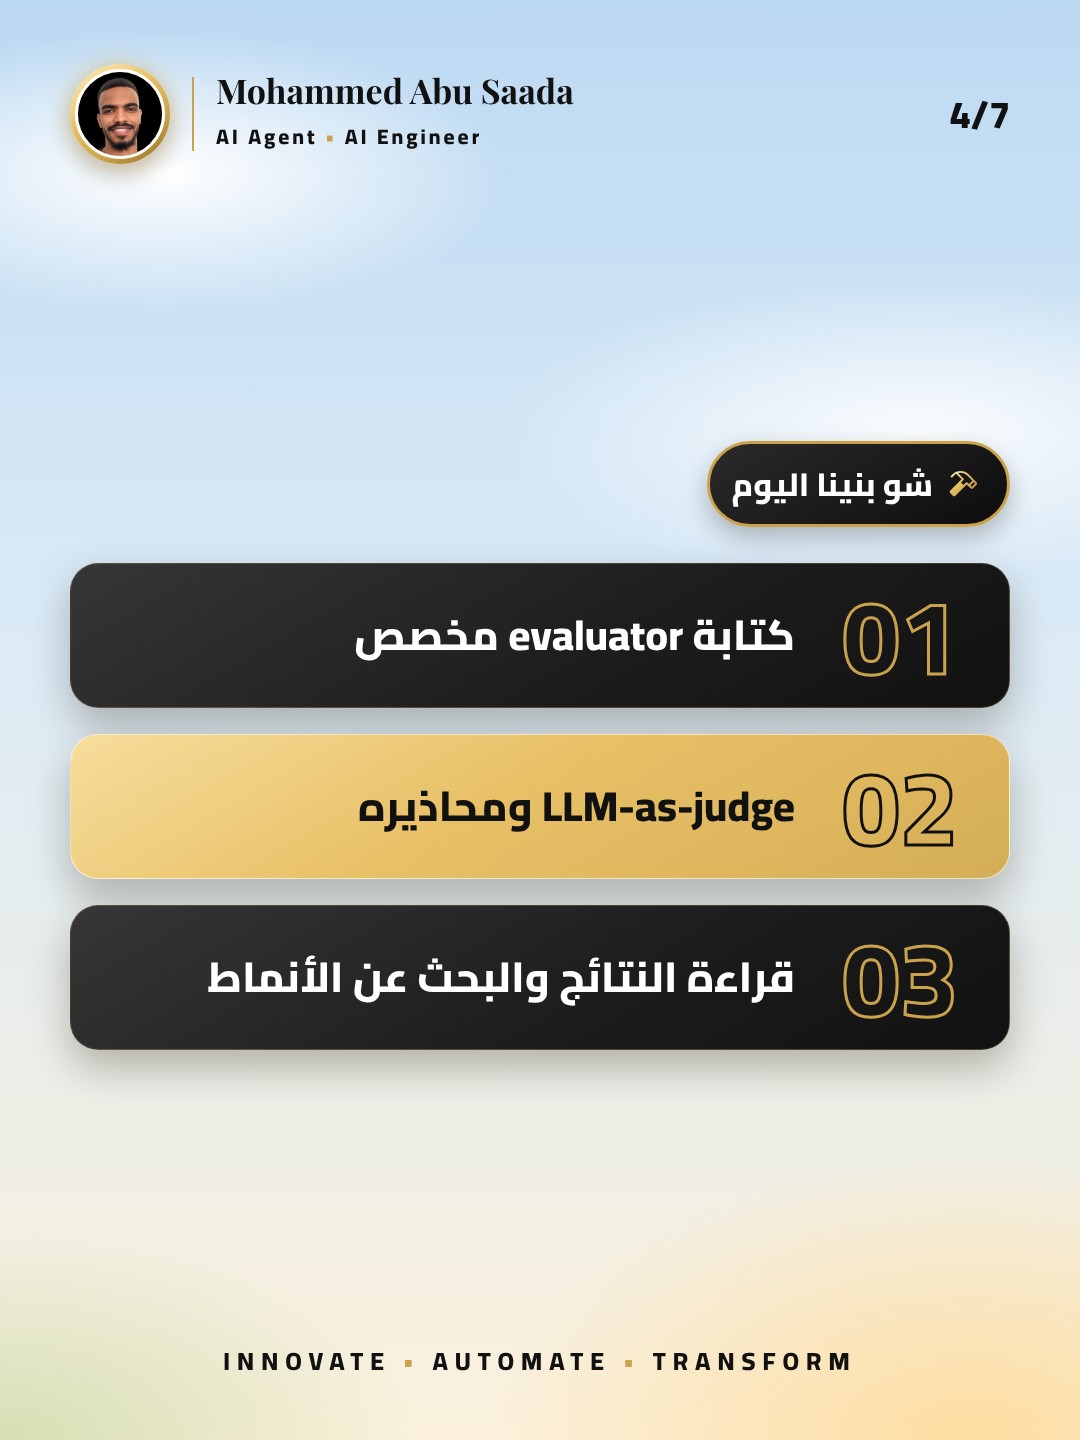 Mohammed Abu Saada
AI Agent ▪ AI Engineer
4/7
شو بنينا اليوم
01
كتابة evaluator مخصص
02
LLM-as-judge ومحاذيره
03
قراءة النتائج والبحث عن الأنماط
INNOVATE ▪ AUTOMATE ▪ TRANSFORM